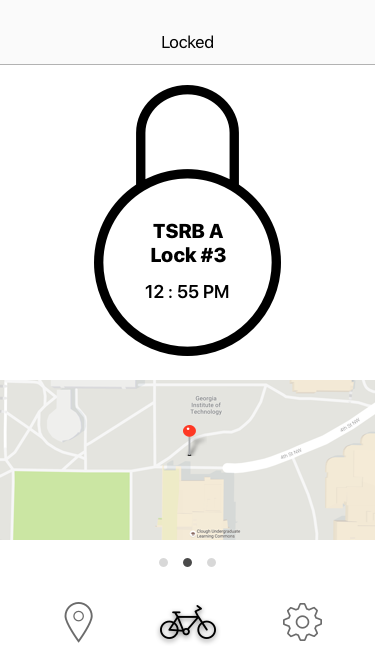 Locked
TSRB A
Lock #3
12 : 55 PM
Georgia
Institute of
Technology
4th St NW
4th St NW
Clough Undergraduate
Learning Commons